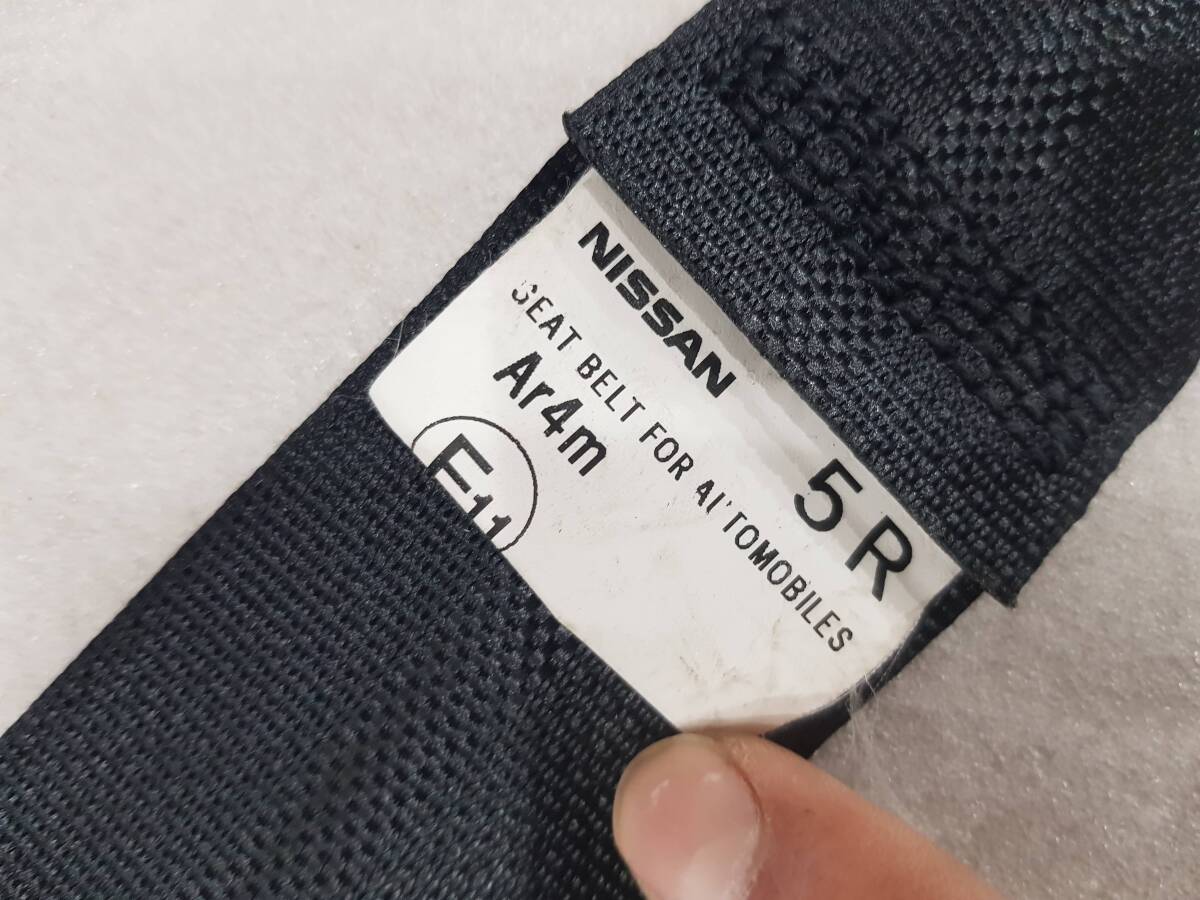 NISSAN 5R
SEAT BELT FOR AUTOMOBILES
Ar4m
E11